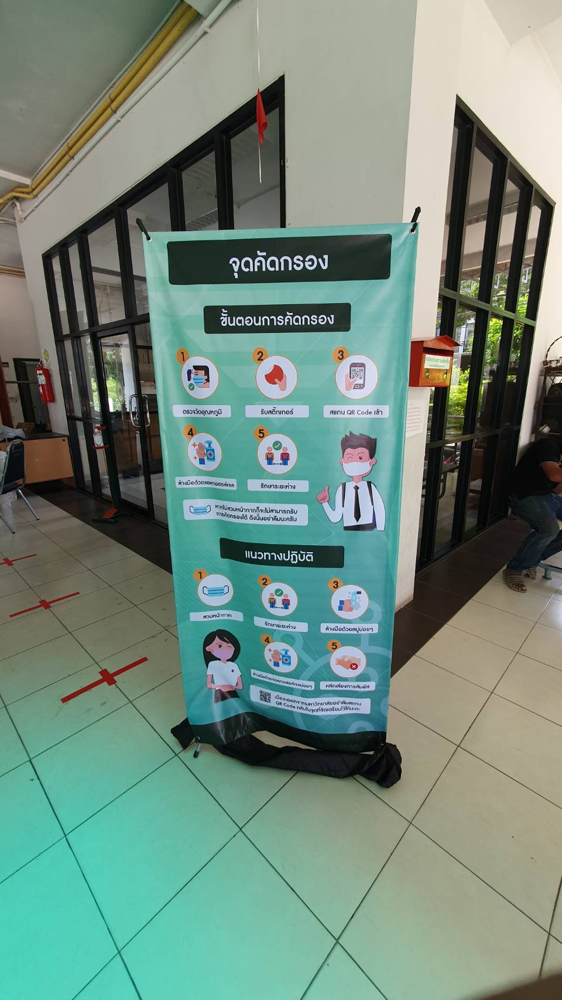 จุดคัดกรอง
ขั้นตอนการคัดกรอง
1
ตรวจวัดอุณหภูมิ
2
รับสติ๊กเกอร์
3
สแกน QR Code เข้า
4
ล้างมือด้วยแอลกอฮอล์เจล
5
รักษาระยะห่าง
หากไม่สวมหน้ากากก็จะไม่สามารถรับ
การคัดกรองได้ ดังนั้นอย่าลืมนะครับ
แนวทางปฏิบัติ
1
สวมหน้ากาก
2
รักษาระยะห่าง
3
ล้างมือด้วยสบู่บ่อยๆ
4
ล้างมือด้วยแอลกอฮอล์เจลบ่อยๆ
5
หลีกเลี่ยงการสัมผัส
เมื่อจะออกจากมหาวิทยาลัยอย่าลืมสแกน
QR Code กลับในจุดที่จัดเตรียมไว้ให้นะคะ